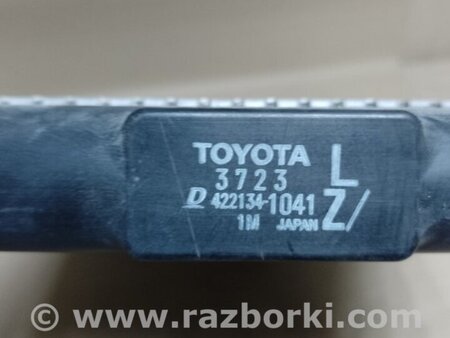 TOYOTA L
3723
D 422134-1041 Z/
1M JAPAN
© www.razborki.com